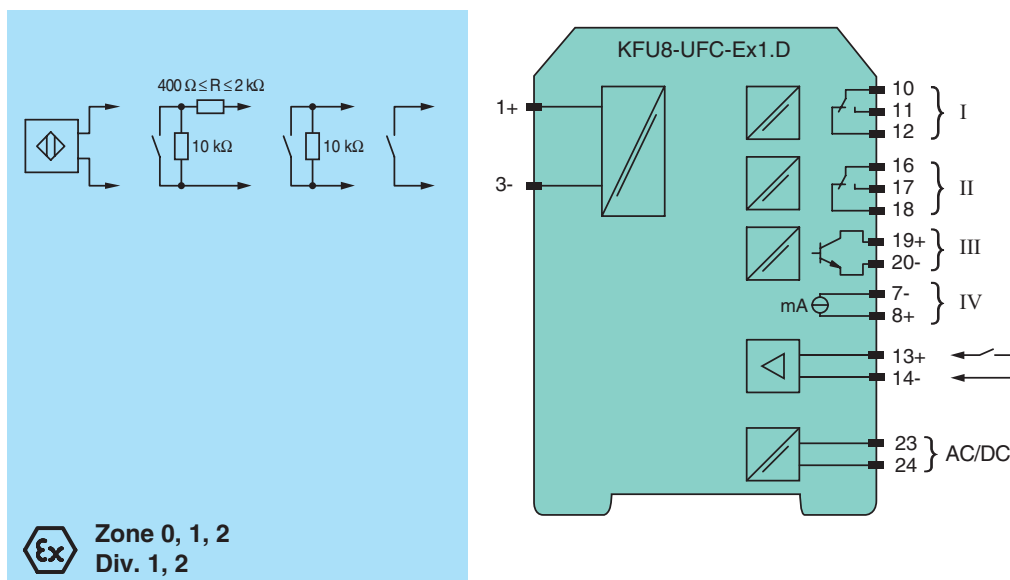 400 Ω ≤ R ≤ 2 kΩ
10 kΩ
10 kΩ
Ex
Zone 0, 1, 2
Div. 1, 2
KFU8-UFC-Ex1.D
1+
3-
10
11
12
I
16
17
18
II
19+
20-
III
mA
7-
8+
IV
13+
14-
23
24
AC/DC